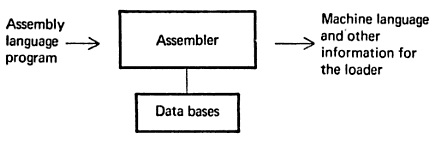 Assembly
language
program
Assembler
Machine language
and other
information for
the loader
Data bases